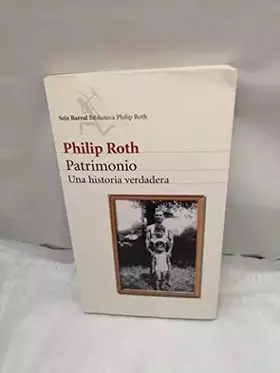 Seix Barral Biblioteca Philip Roth
Philip Roth
Patrimonio
Una historia verdadera